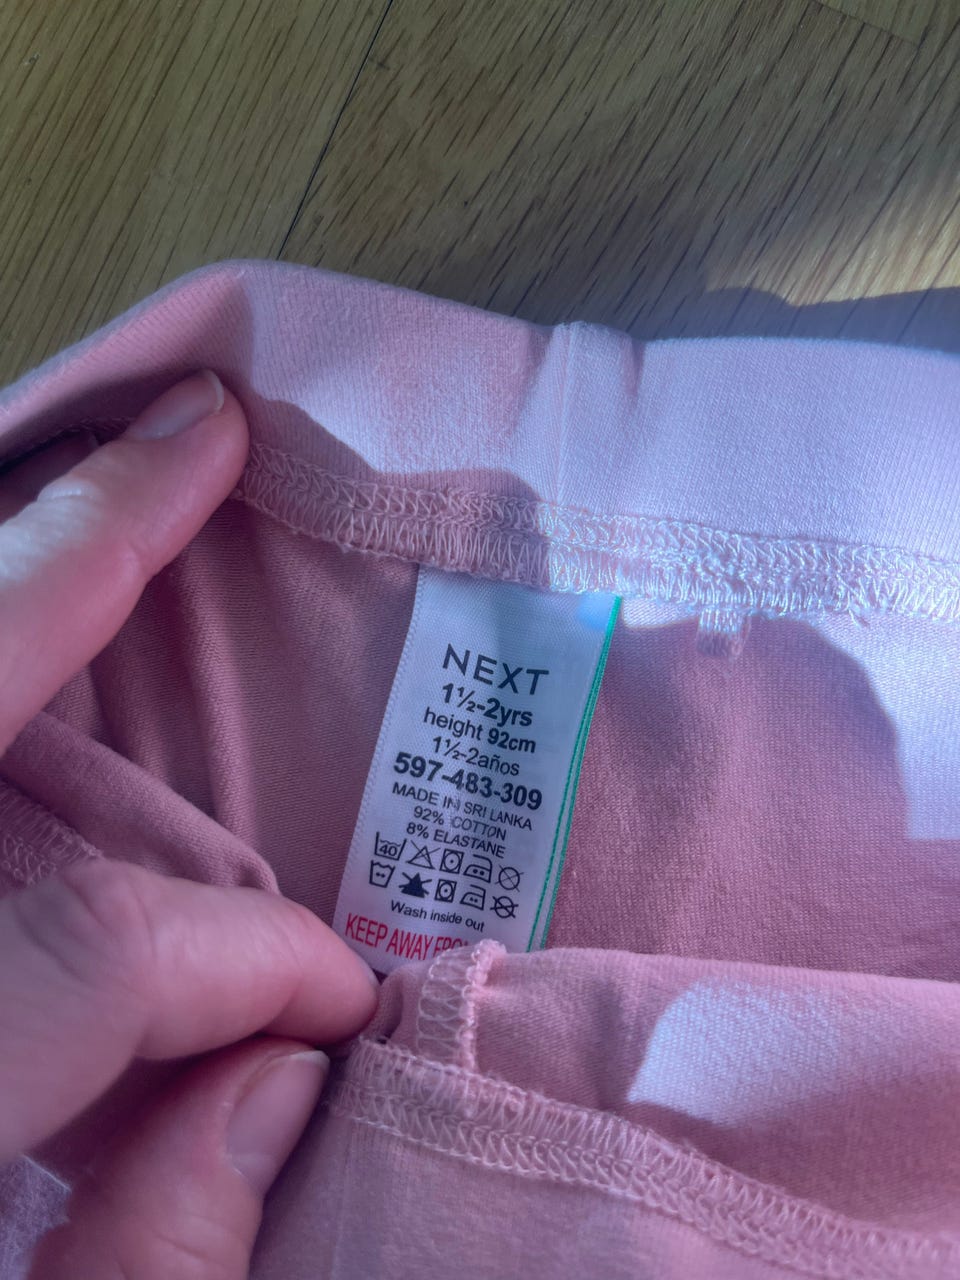 NEXT
1½-2yrs
height 92cm
1½-2años
597-483-309
MADE IN SRI LANKA
92% COTTON
8% ELASTANE
40
Wash inside out
KEEP AWAY